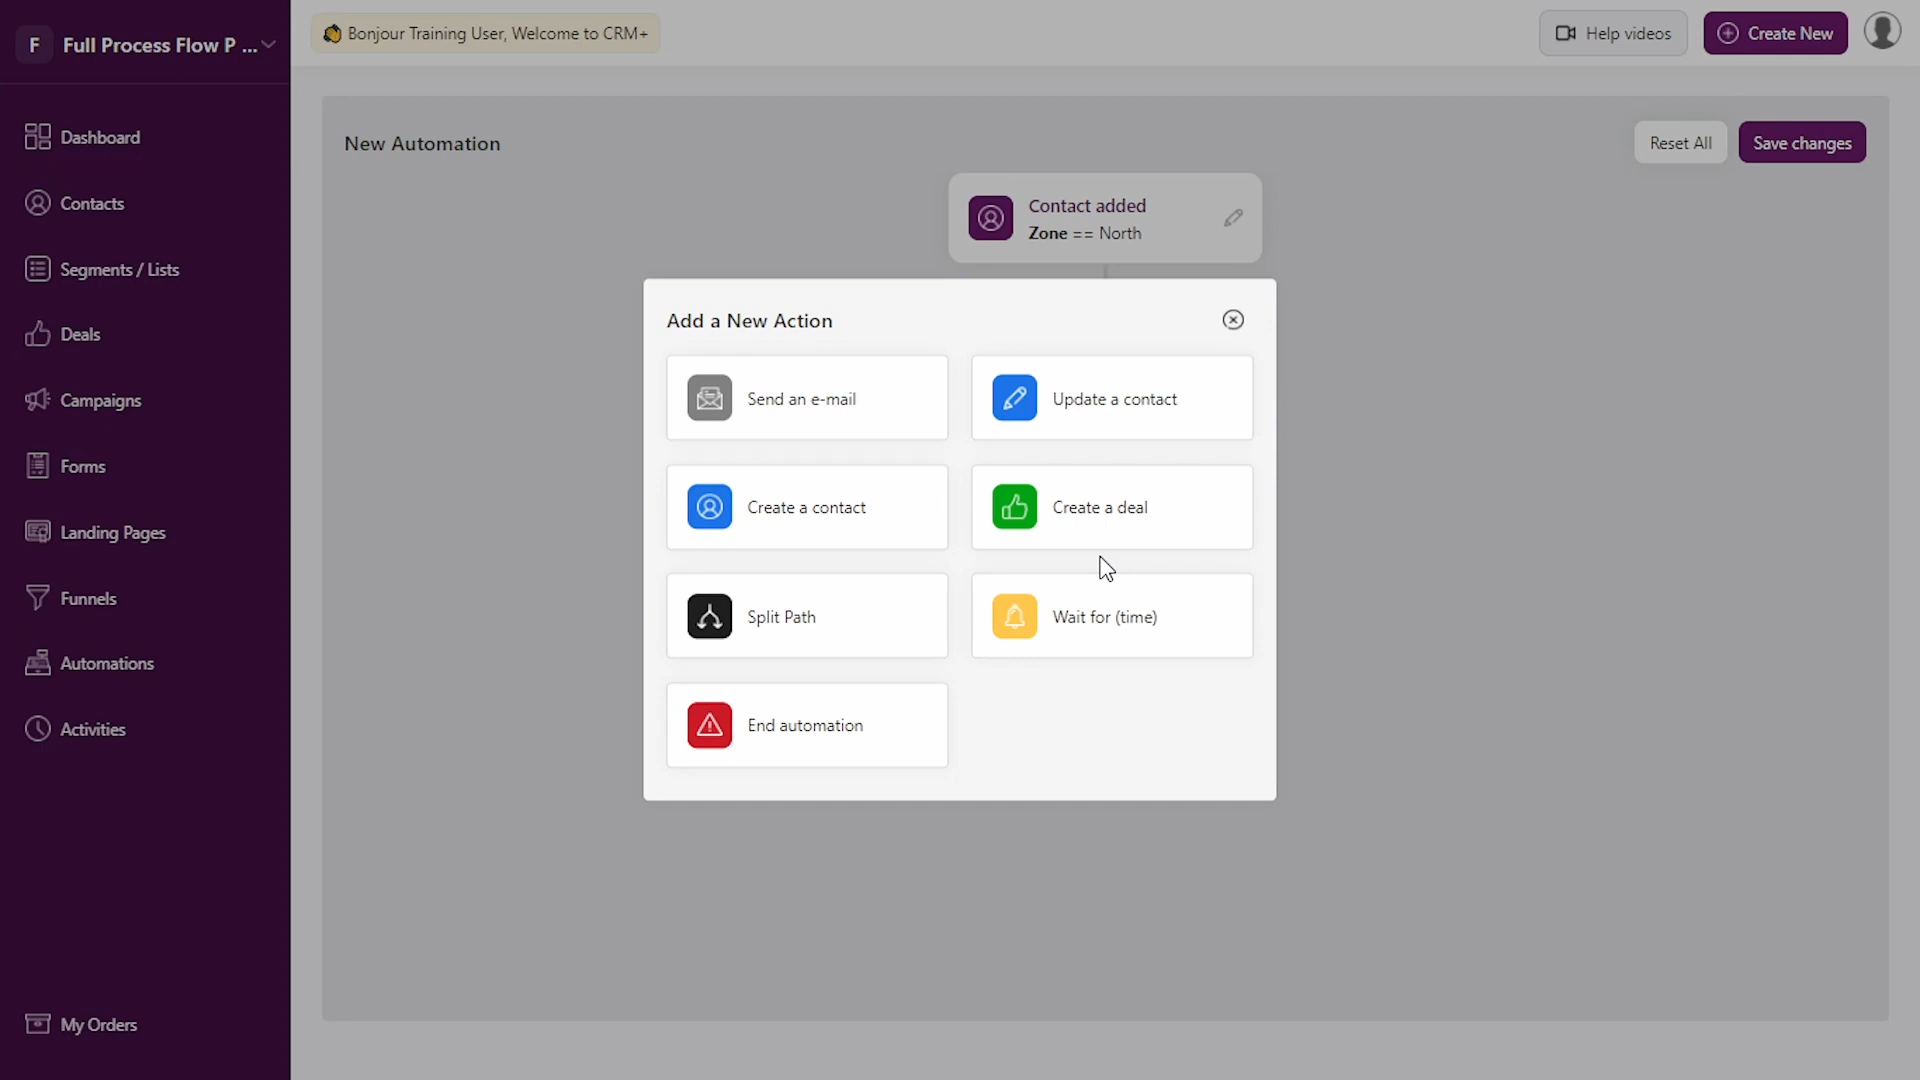 F
Full Process Flow P ...
Bonjour Training User, Welcome to CRM+
Help videos
Create New
Dashboard
Contacts
Segments / Lists
Deals
Campaigns
Forms
Landing Pages
Funnels
Automations
Activities
My Orders
New Automation
Reset All
Save changes
Contact added
Zone == North
Add a New Action
Send an e-mail
Update a contact
Create a contact
Create a deal
Split Path
Wait for (time)
End automation